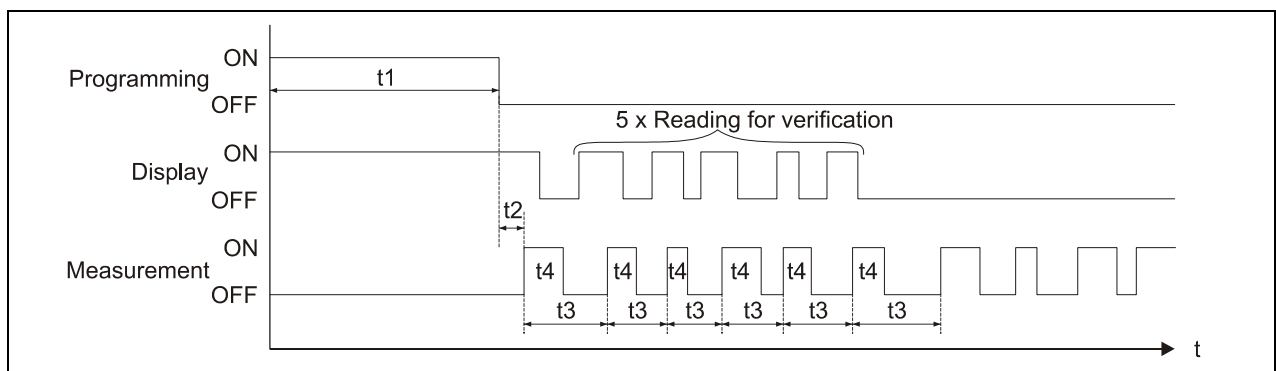 ON
Programming
t1
OFF
5 x Reading for verification
ON
Display
OFF
t2
ON
Measurement
t4 t4 t4 t4 t4 t4
OFF
t3 t3 t3 t3 t3 t3
t